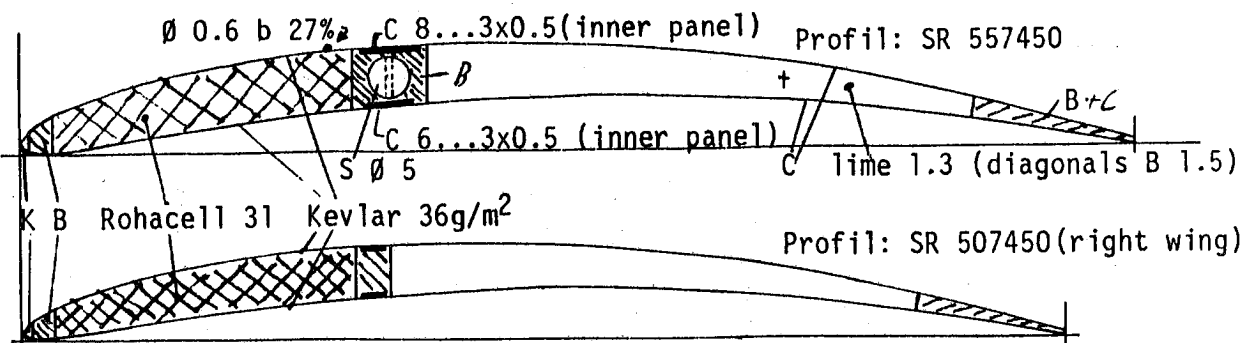 Ø 0.6 b 27% C 8...3x0.5(inner panel) Profil: SR 557450
B
†
B+C
C 6...3x0.5 (inner panel)
S Ø 5 C lime 1.3 (diagonals B 1.5)
K B Rohacell 31 Kevlar 36g/m²
Profil: SR 507450(right wing)